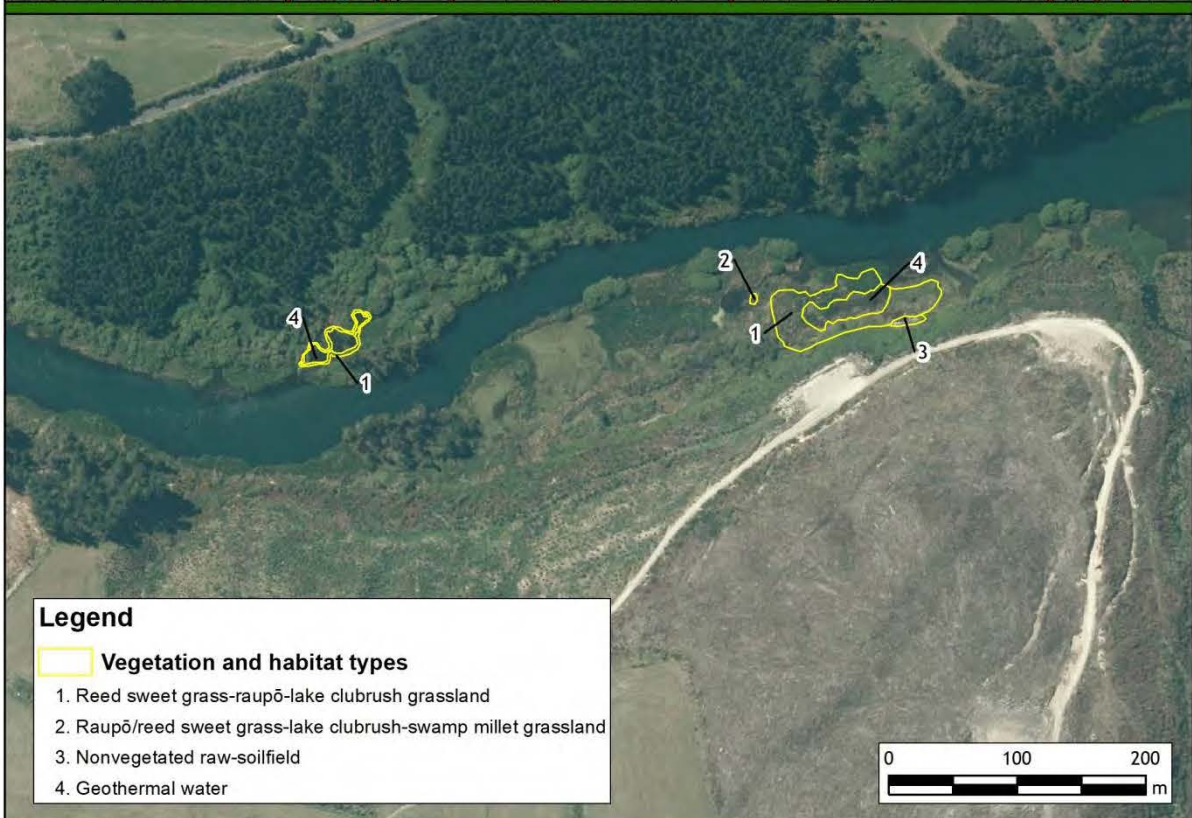 2
4
4
1
3
1
Legend
Vegetation and habitat types
1. Reed sweet grass-raupō-lake clubrush grassland
2. Raupō/reed sweet grass-lake clubrush-swamp millet grassland
3. Nonvegetated raw-soilfield
4. Geothermal water
0 100 200
m